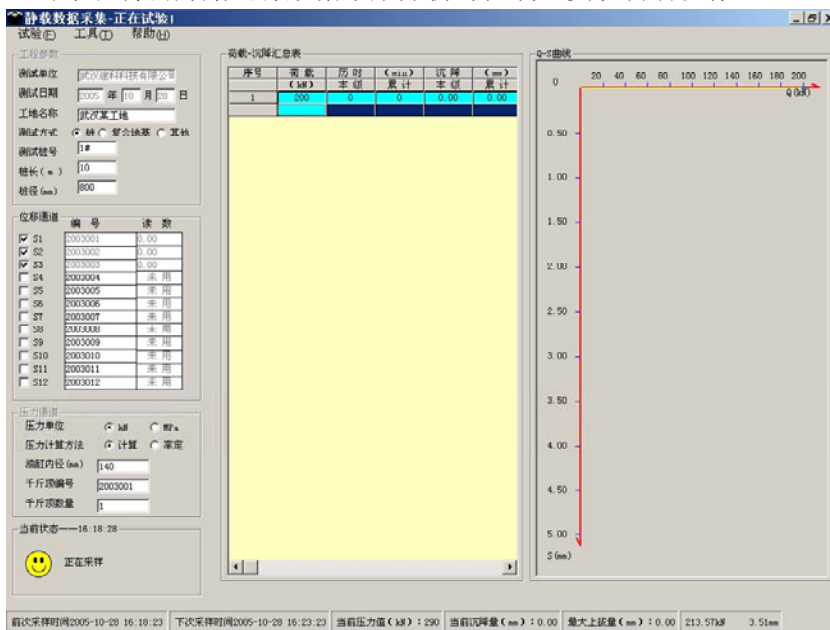 静载数据采集-正在试验!
试验(F) 工具(T) 帮助(H)
工程参数
测试单位 武汉建科科技有限公司
测试日期 2005 年 10 月 28 日
工地名称 武汉某工地
测试方式 桩 复合地基 其他
测试桩号 1#
桩长(m) 10
桩径(mm) 800
位移通道
编 号 读 数
S1 2003001 0.00
S2 2003002 0.00
S3 2003003 0.00
S4 2003004 未 用
S5 2003005 未 用
S6 2003006 未 用
S7 2003007 未 用
S8 2003008 未 用
S9 2003009 未 用
S10 2003010 未 用
S11 2003011 未 用
S12 2003012 未 用
压力通道
压力单位 kN MPa
压力计算方法 计算 率定
油缸内径(mm) 140
千斤顶编号 2003001
千斤顶数量 1
当前状态——16:18:28
正在采样
荷载-沉降汇总表
序号 荷 载 历 时 (min) 沉 降 (mm)
(kN) 本 级 累 计 本 级 累 计
1 200 0 0 0.00 0.00
Q-S曲线
0 20 40 60 80 100 120 140 160 180 200
Q(kN)
0.50
1.00
1.50
2.00
2.50
3.00
3.50
4.00
4.50
5.00
S(mm)
前次采样时间2005-10-28 16:18:23 下次采样时间2005-10-28 16:23:23 当前压力值(kN):290 当前沉降量(mm):0.00 最大上拔量(mm):0.00 213.57kN 3.51mm